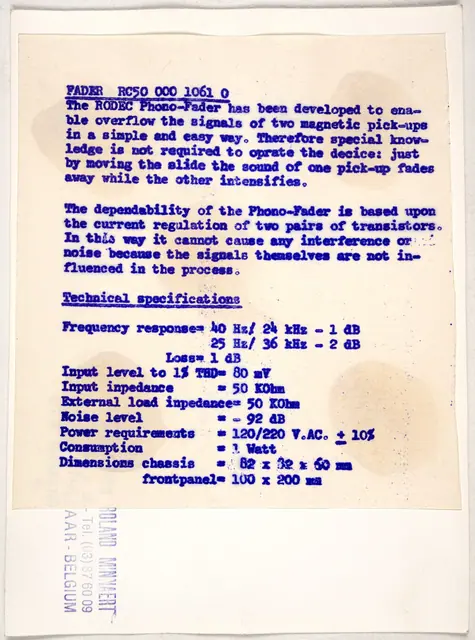 FADER RC50 000 1061 0
The RODEC Phono-Fader has been developed to ena-
ble overflow the signals of two magnetic pick-ups
in a simple and easy way. Therefore special know-
ledge is not required to oprate the decice: just
by moving the slide the sound of one pick-up fades
away while the other intensifies.
The dependability of the Phono-Fader is based upon
the current regulation of two pairs of transistors.
In this way it cannot cause any interference or
noise because the signals themselves are not in-
fluenced in the process.
Technical specifications
Frequency response= 40 Hz/ 24 kHz - 1 dB
25 Hz/ 36 kHz - 2 dB
Loss= 1 dB
Input level to 1% THD= 80 mV
Input inpedance = 50 KOhm
External load inpedance= 50 KOhm
Noise level = - 92 dB
Power requirements = 120/220 V.AC. ± 10%
Consumption = 1 Watt
Dimensions chassis = 82 x 32 x 60 mm
frontpanel= 100 x 200 mm
ROLAND MINNAERT
- Tel. (03) 87 60 09
AAR - BELGIUM